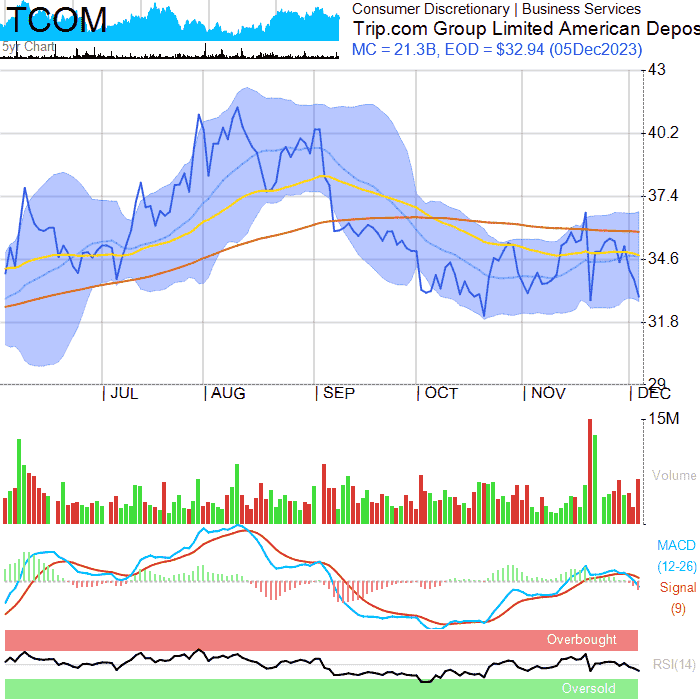 TCOM
5yr Chart
Consumer Discretionary | Business Services
Trip.com Group Limited American Depos
MC = 21.3B, EOD = $32.94 (05Dec2023)
43
40.2
37.4
34.6
31.8
29
JUL
AUG
SEP
OCT
NOV
DEC
15M
Volume
MACD
(12-26)
Signal
(9)
Overbought
RSI(14)
Oversold